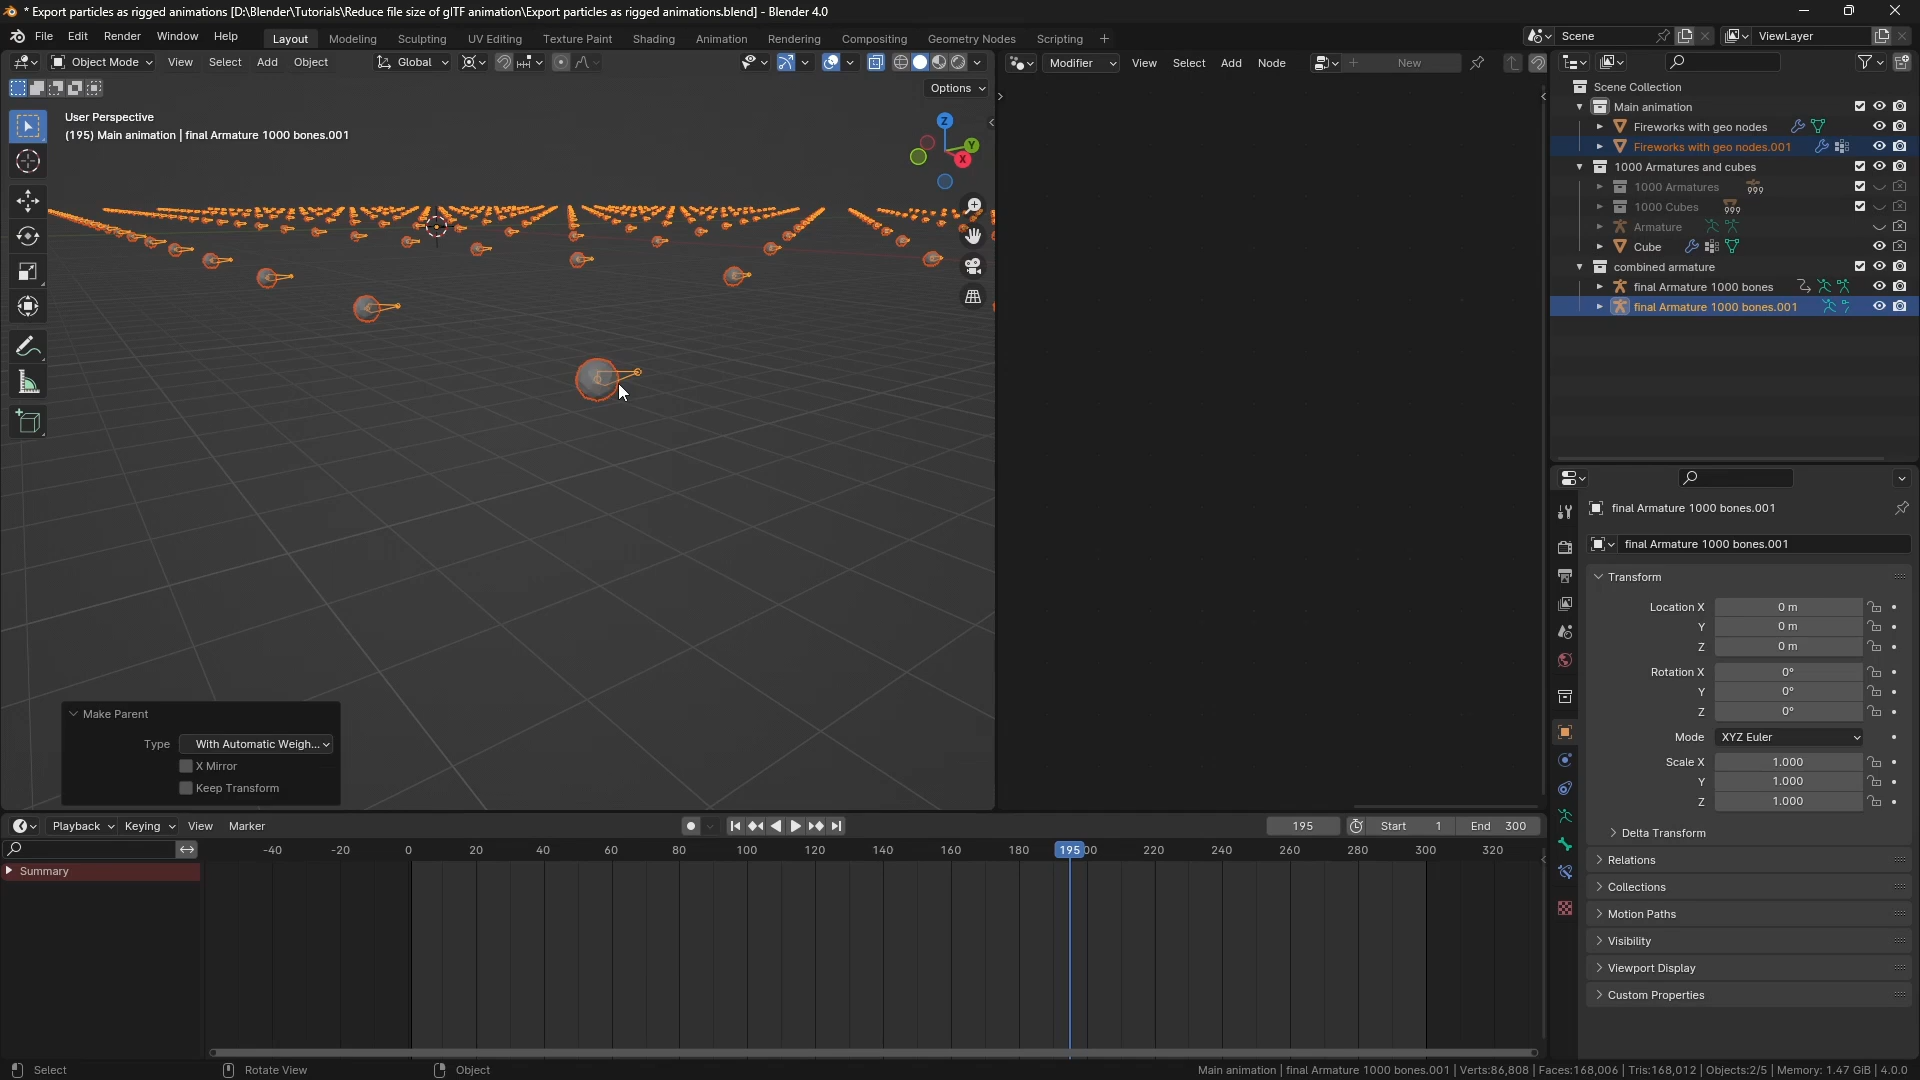 * Export particles as rigged animations [D:\Blender\Tutorials\Reduce file size of glTF animation\Export particles as rigged animations.blend] - Blender 4.0
File Edit Render Window Help Layout Modeling Sculpting UV Editing Texture Paint Shading Animation Rendering Compositing Geometry Nodes Scripting + Scene ViewLayer
Object Mode View Select Add Object Global Modifier View Select Add Node New
Options
User Perspective
(195) Main animation | final Armature 1000 bones.001
Z
Y
X
Scene Collection
Main animation
Fireworks with geo nodes
Fireworks with geo nodes.001
1000 Armatures and cubes
1000 Armatures 999
1000 Cubes 999
Armature
Cube
combined armature
final Armature 1000 bones
final Armature 1000 bones.001
final Armature 1000 bones.001
final Armature 1000 bones.001
Transform
Location X 0 m
Y 0 m
Z 0 m
Rotation X 0°
Y 0°
Z 0°
Mode XYZ Euler
Scale X 1.000
Y 1.000
Z 1.000
Delta Transform
Relations
Collections
Motion Paths
Visibility
Viewport Display
Custom Properties
Make Parent
Type With Automatic Weigh...
X Mirror
Keep Transform
Playback Keying View Marker 195 Start 1 End 300
-40 -20 0 20 40 60 80 100 120 140 160 180 195 00 220 240 260 280 300 320
Summary
Select Rotate View Object Main animation | final Armature 1000 bones.001 | Verts:86,808 | Faces:168,006 | Tris:168,012 | Objects:2/5 | Memory: 1.47 GiB | 4.0.0